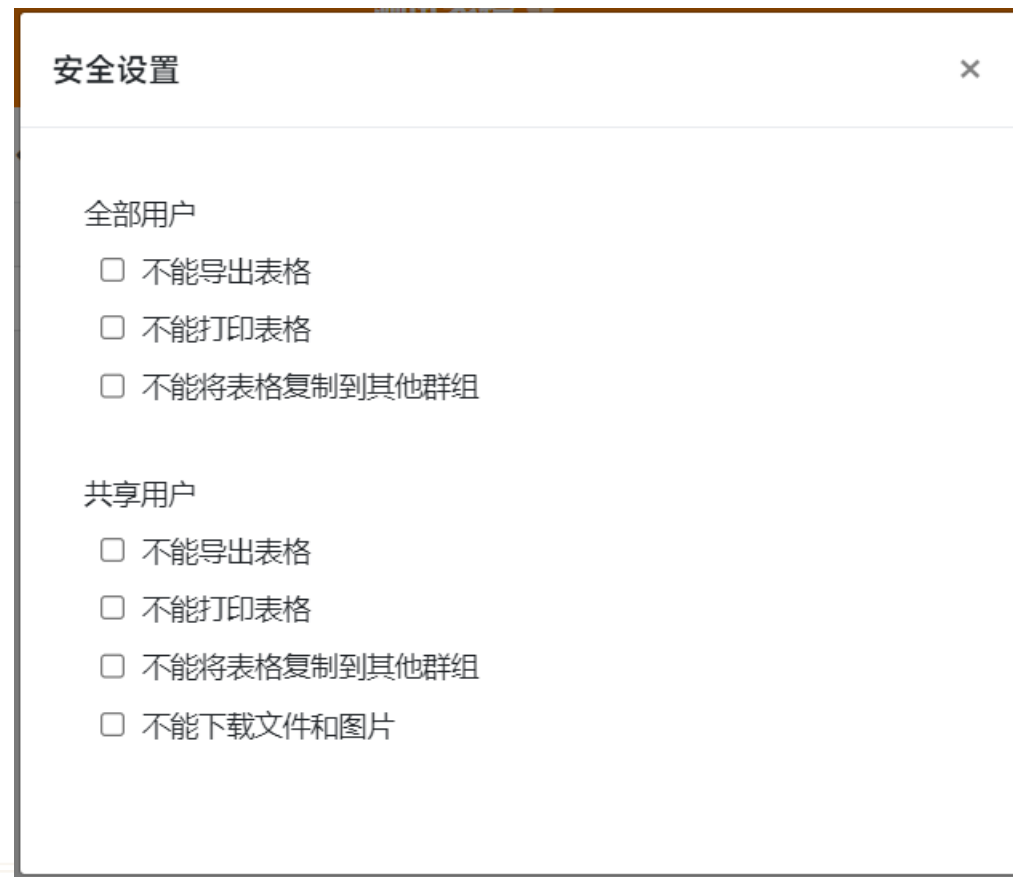 安全设置
×
全部用户
不能导出表格
不能打印表格
不能将表格复制到其他群组
共享用户
不能导出表格
不能打印表格
不能将表格复制到其他群组
不能下载文件和图片